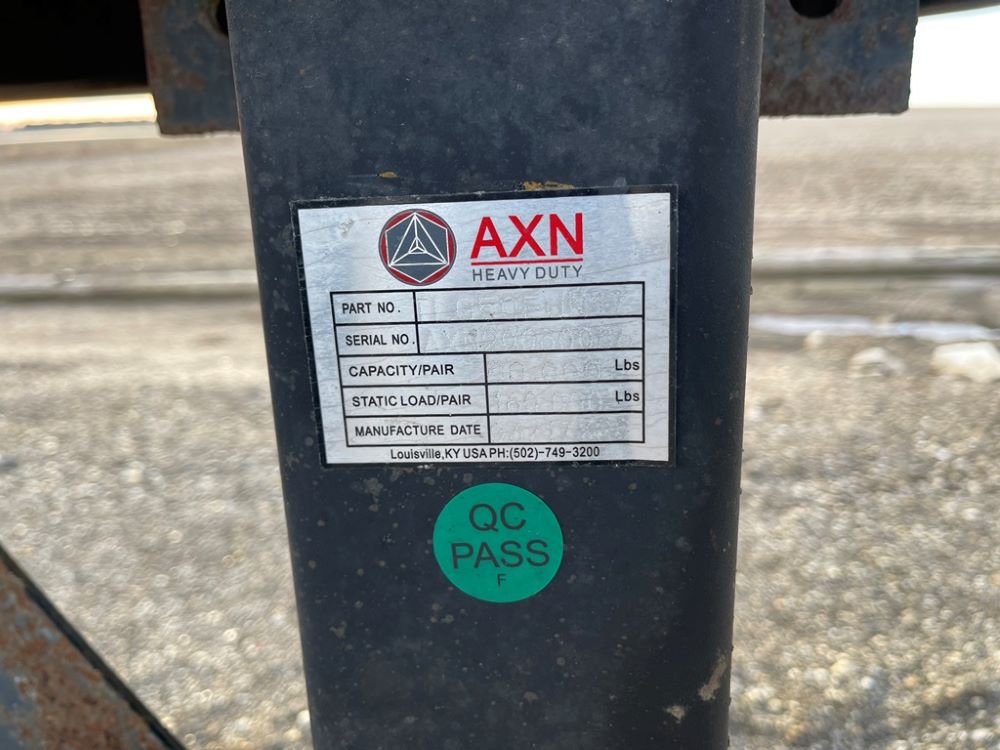 AXN
HEAVY DUTY
PART NO.
SERIAL NO.
CAPACITY/PAIR Lbs
STATIC LOAD/PAIR Lbs
MANUFACTURE DATE
Louisville,KY USA PH:(502)-749-3200
QC
PASS
F